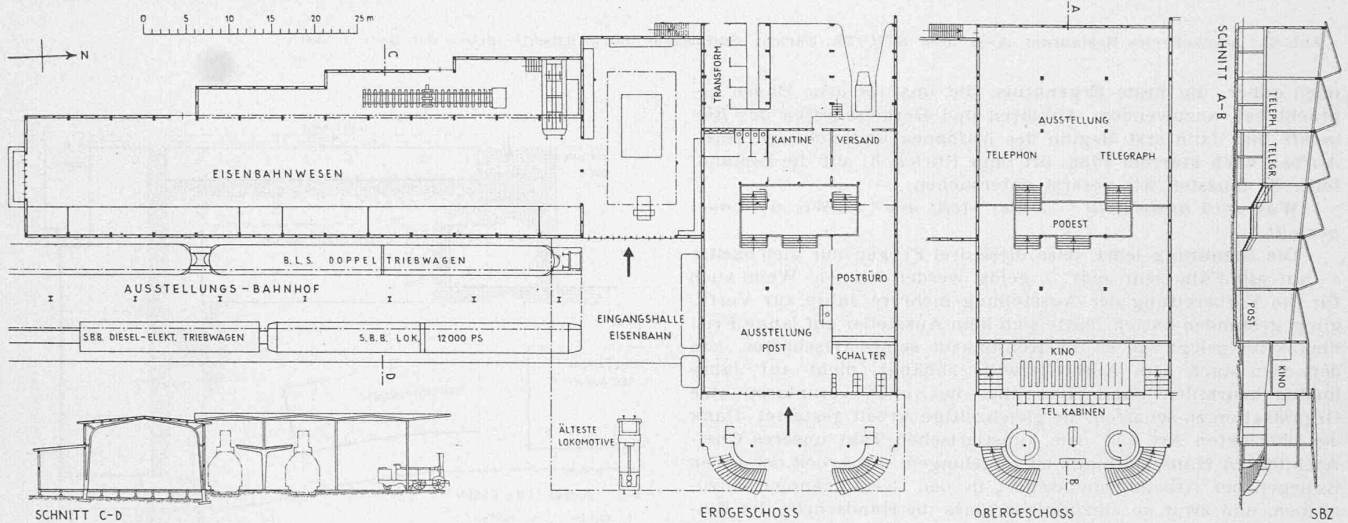 0 5 10 15 20 25 m
N
C
EISENBAHNWESEN
B.L.S. DOPPELTRIEBWAGEN
AUSSTELLUNGS-BAHNHOF
S.B.B. DIESEL-ELEKT. TRIEBWAGEN
S.B.B. LOK. 12000 PS
D
SCHNITT C-D
EINGANGSHALLE
EISENBAHN
ÄLTESTE
LOKOMOTIVE
TRANSFORM.
KANTINE
VERSAND
POSTBÜRO
AUSSTELLUNG
POST
SCHALTER
ERDGESCHOSS
A
AUSSTELLUNG
TELEPHON
TELEGRAPH
PODEST
KINO
TEL. KABINEN
B
OBERGESCHOSS
SCHNITT A-B
TELEPH.
TELEGR.
POST
KINO
SBZ